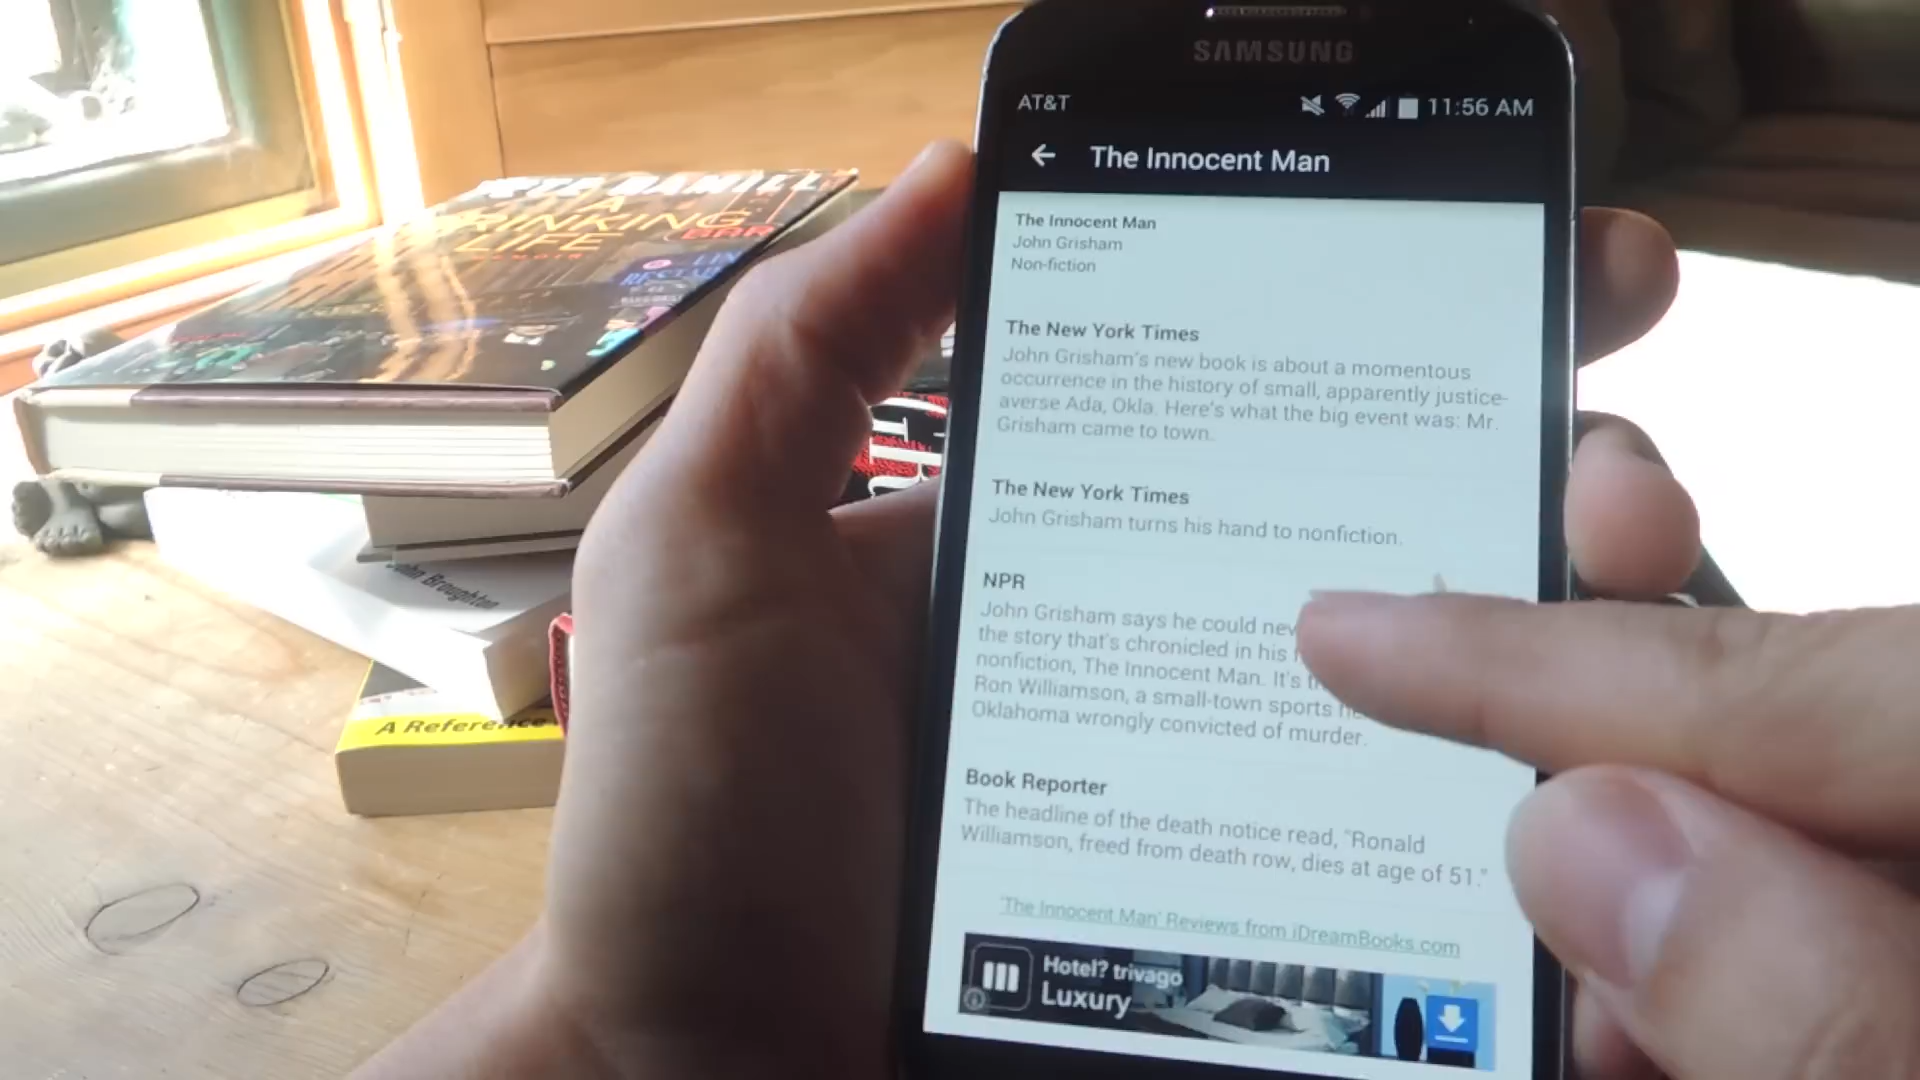 SAMSUNG
AT&T
11:56 AM
The Innocent Man
The Innocent Man
John Grisham
Non-fiction
The New York Times
John Grisham's new book is about a momentous
occurrence in the history of small, apparently justice-
averse Ada, Okla. Here's what the big event was: Mr.
Grisham came to town.
The New York Times
John Grisham turns his hand to nonfiction.
NPR
John Grisham says he could
the story that's chronicled in his
nonfiction, The Innocent Man. It's
Ron Williamson, a small-town sports
Oklahoma wrongly convicted of murder.
Book Reporter
The headline of the death notice read, "Ronald
Williamson, freed from death row, dies at age of 51."
'The Innocent Man' Reviews from iDreamBooks.com
Hotel? trivago
Luxury
A
DRINKING
LIFE
BAR
John Broughton
A Reference